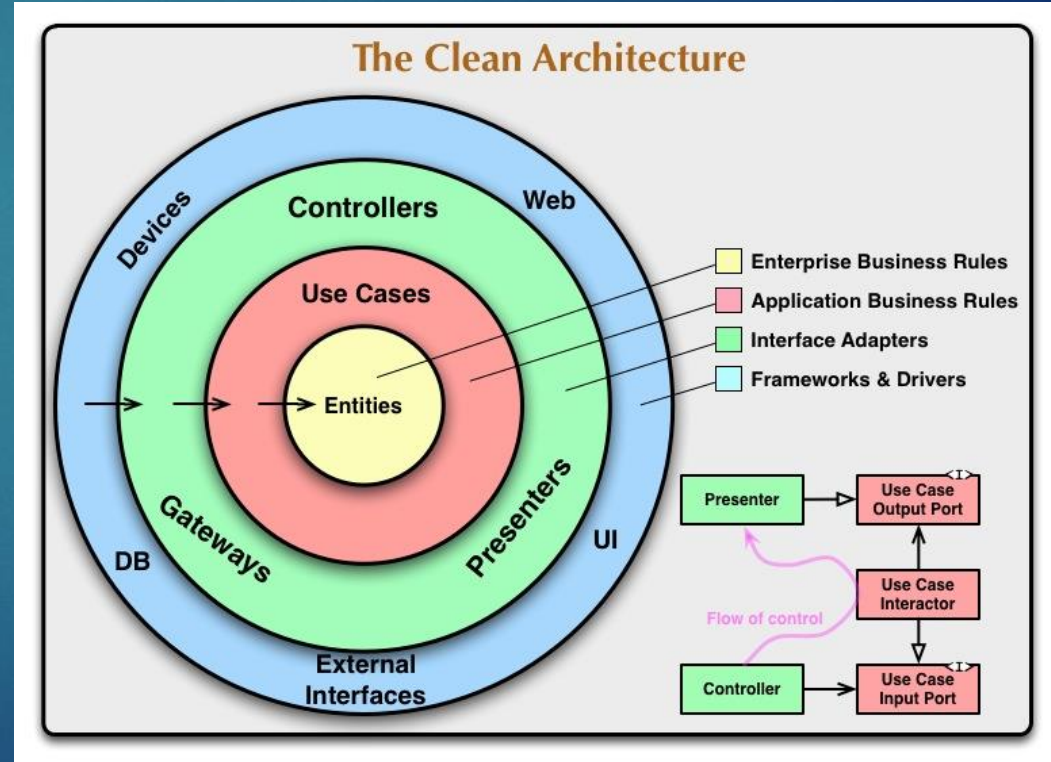 The Clean Architecture
Devices
Web
Controllers
Use Cases
Entities
Gateways
Presenters
DB
UI
External
Interfaces
Enterprise Business Rules
Application Business Rules
Interface Adapters
Frameworks & Drivers
Presenter
<I>
Use Case
Output Port
Use Case
Interactor
Flow of control
Controller
<I>
Use Case
Input Port